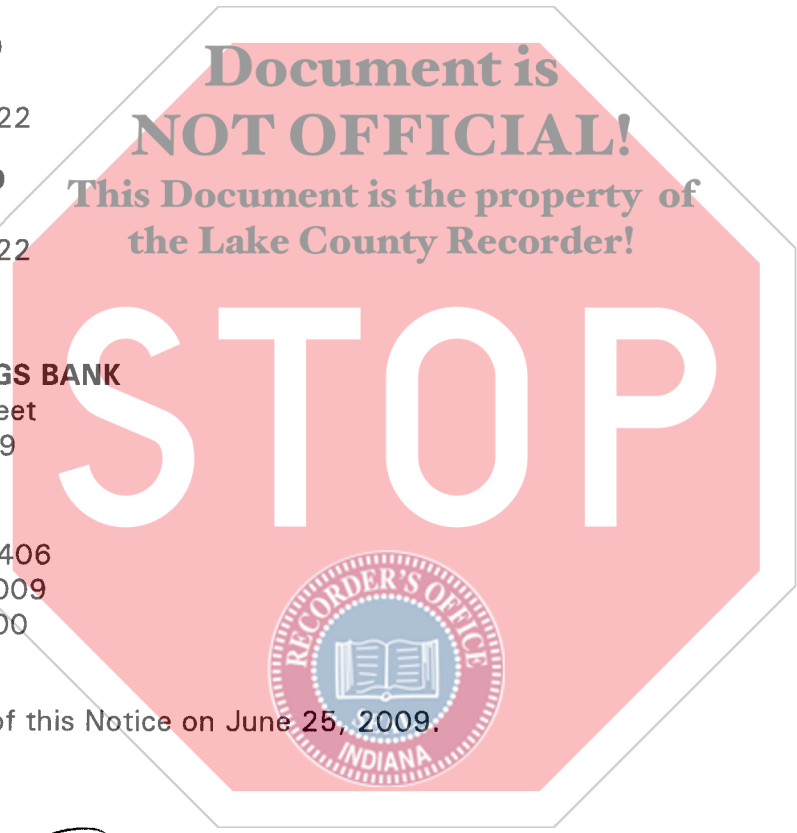 Document is
22
NOT OFFICIAL!
This Document is the property of
the Lake County Recorder!
22
STOP
GS BANK
eet
9
406
009
00
RECORDER'S OFFICE
of this Notice on June 25, 2009.
INDIANA